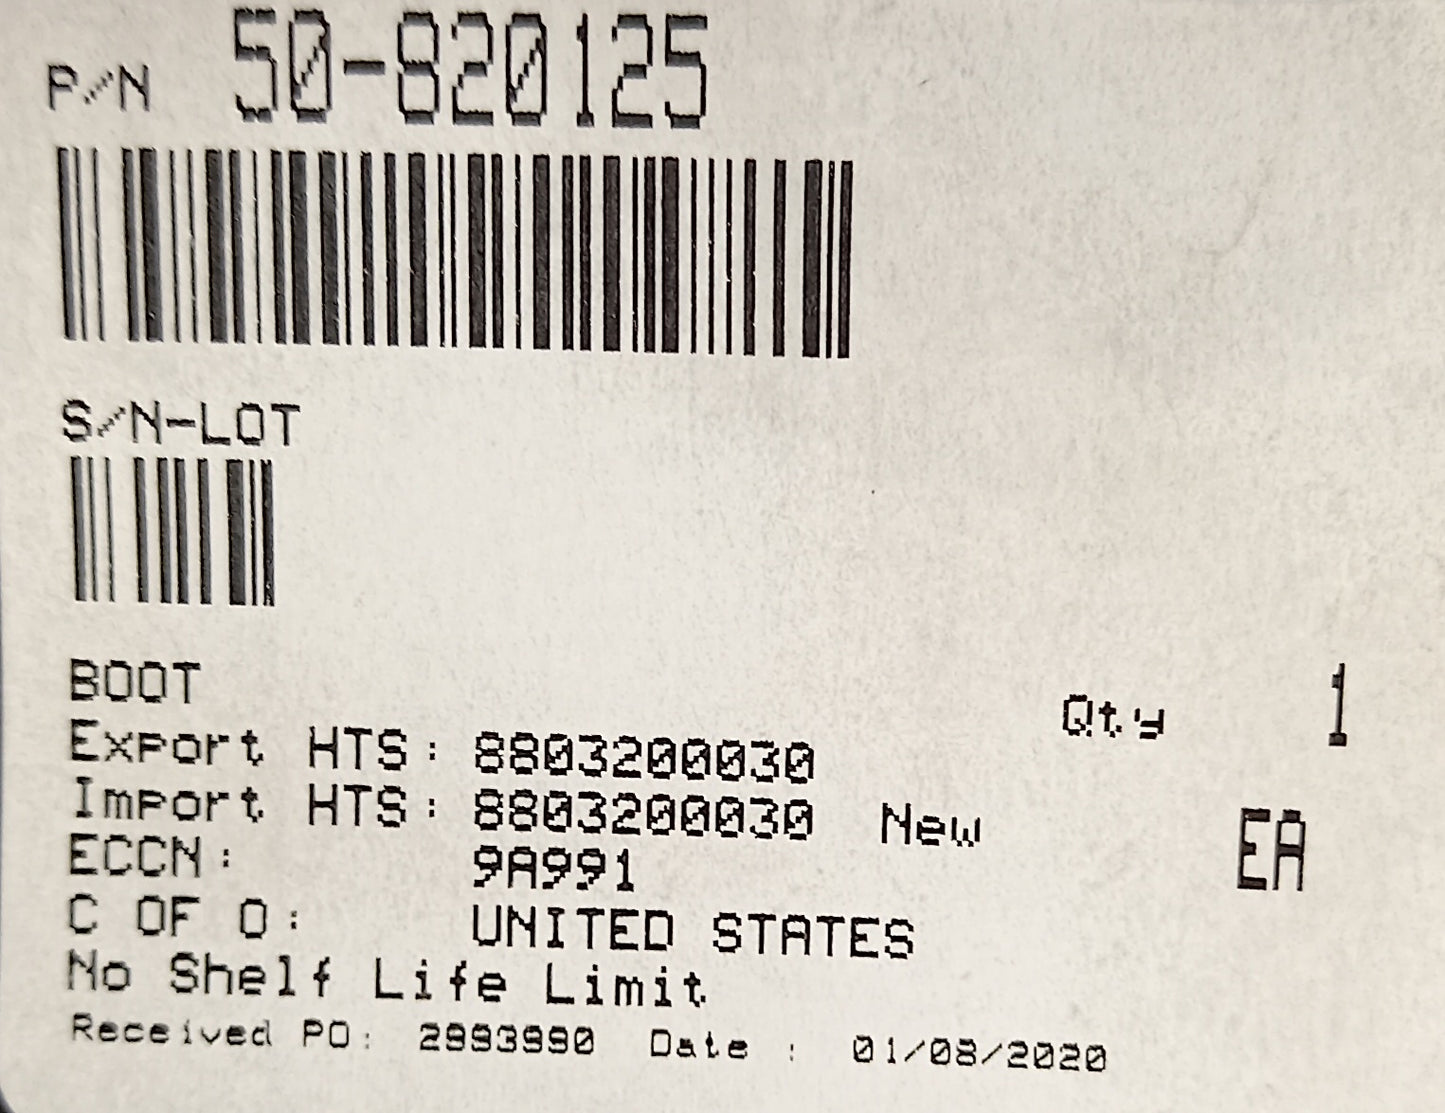 P/N 50-820125
S/N-LOT
BOOT
Qty 1
Export HTS: 8803200030
Import HTS: 8803200030 New EA
ECCN: 9A991
C OF O: UNITED STATES
No Shelf Life Limit
Received PO: 2993990 Date : 01/08/2020